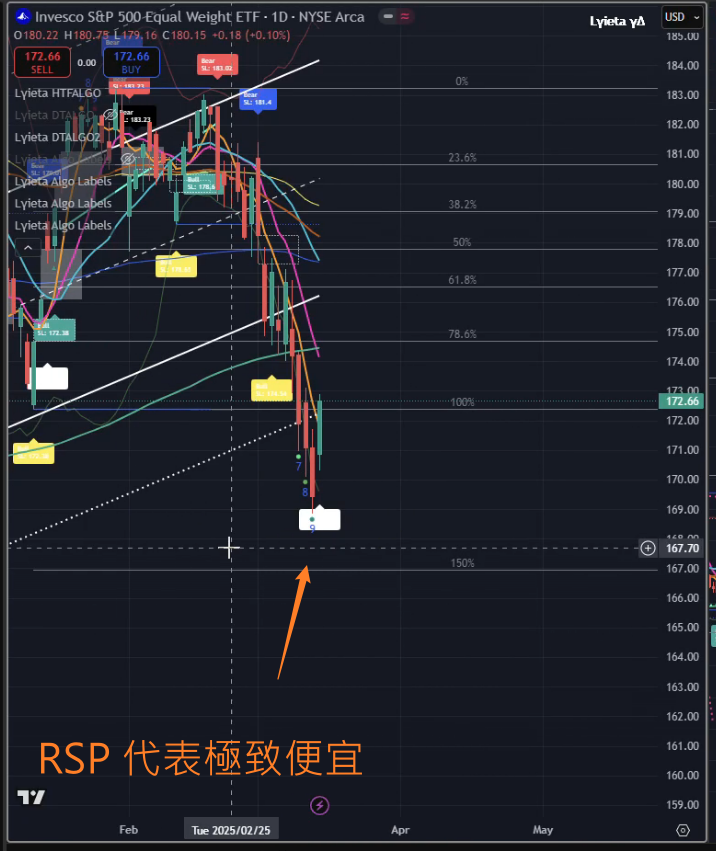 Invesco S&P 500 Equal Weight ETF · 1D · NYSE Arca
Lyieta γΔ
USD
O180.22 H180.75 L179.16 C180.15 +0.18 (+0.10%)
172.66
SELL
0.00
172.66
BUY
Lyieta HTFALGO
Lyieta DTALGO
Lyieta DTALGO2
Lyieta Algo Labels
Lyieta Algo Labels
Lyieta Algo Labels
Bear
SL: 183.02
Bear
SL: 181.4
Bear
: 183.23
Bull
SL: 172.38
0%
23.6%
38.2%
50%
61.8%
78.6%
100%
150%
7
8
9
185.00
184.00
183.00
182.00
181.00
180.00
179.00
178.00
177.00
176.00
175.00
174.00
173.00
172.66
172.00
171.00
170.00
169.00
168.00
167.70
167.00
166.00
165.00
164.00
163.00
162.00
161.00
160.00
159.00
RSP 代表極致便宜
Feb
Tue 2025/02/25
Apr
May